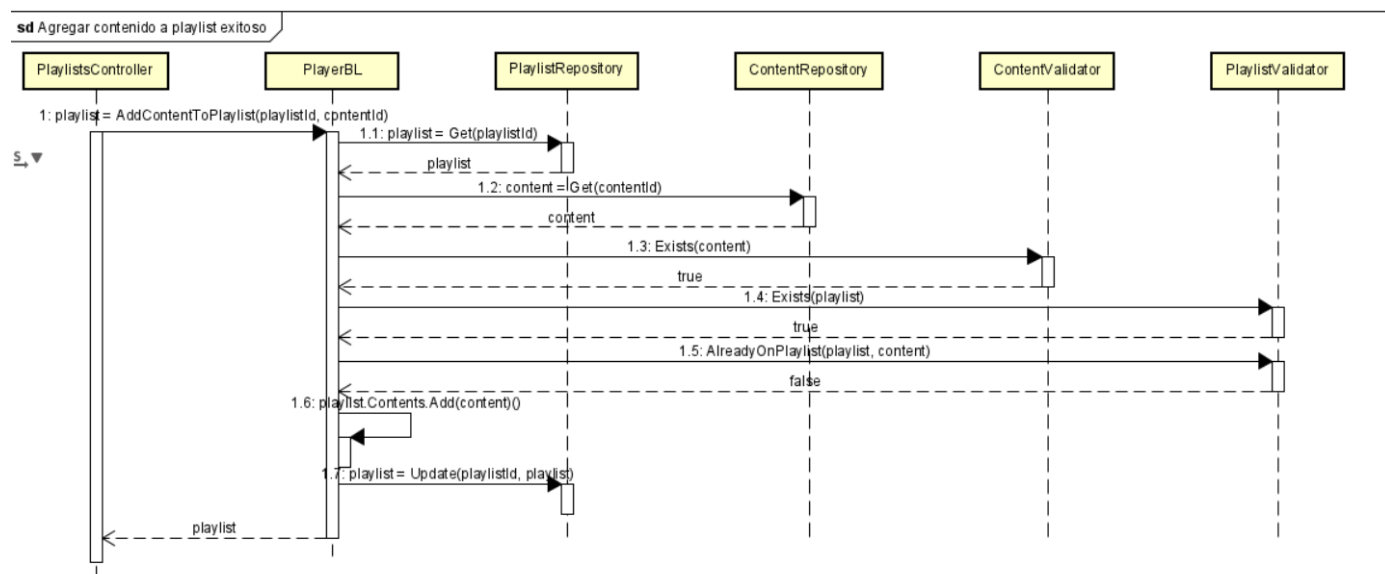 sd Agregar contenido a playlist exitoso
PlaylistsController
PlayerBL
PlaylistRepository
ContentRepository
ContentValidator
PlaylistValidator
1: playlist = AddContentToPlaylist(playlistId, contentId)
1.1: playlist = Get(playlistId)
S
playlist
1.2: content = Get(contentId)
content
1.3: Exists(content)
true
1.4: Exists(playlist)
true
1.5: AlreadyOnPlaylist(playlist, content)
false
1.6: playlist.Contents.Add(content)()
1.7: playlist = Update(playlistId, playlist)
playlist